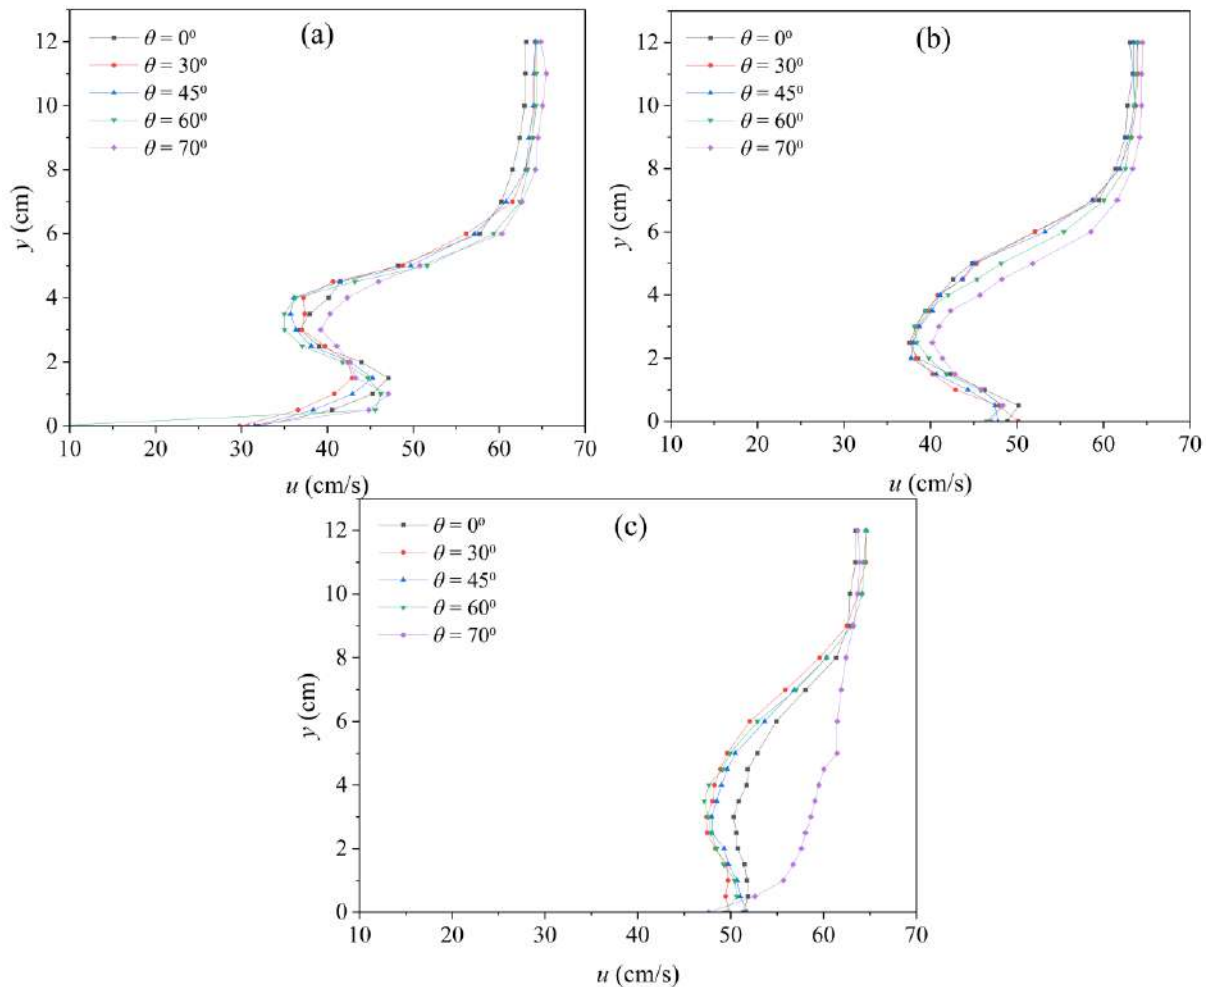 (a)
θ = 0⁰
θ = 30⁰
θ = 45⁰
θ = 60⁰
θ = 70⁰
12
10
8
6
4
2
0
y (cm)
10 20 30 40 50 60 70
u (cm/s)
(b)
θ = 0⁰
θ = 30⁰
θ = 45⁰
θ = 60⁰
θ = 70⁰
12
10
8
6
4
2
0
y (cm)
10 20 30 40 50 60 70
u (cm/s)
(c)
θ = 0⁰
θ = 30⁰
θ = 45⁰
θ = 60⁰
θ = 70⁰
12
10
8
6
4
2
0
y (cm)
10 20 30 40 50 60 70
u (cm/s)